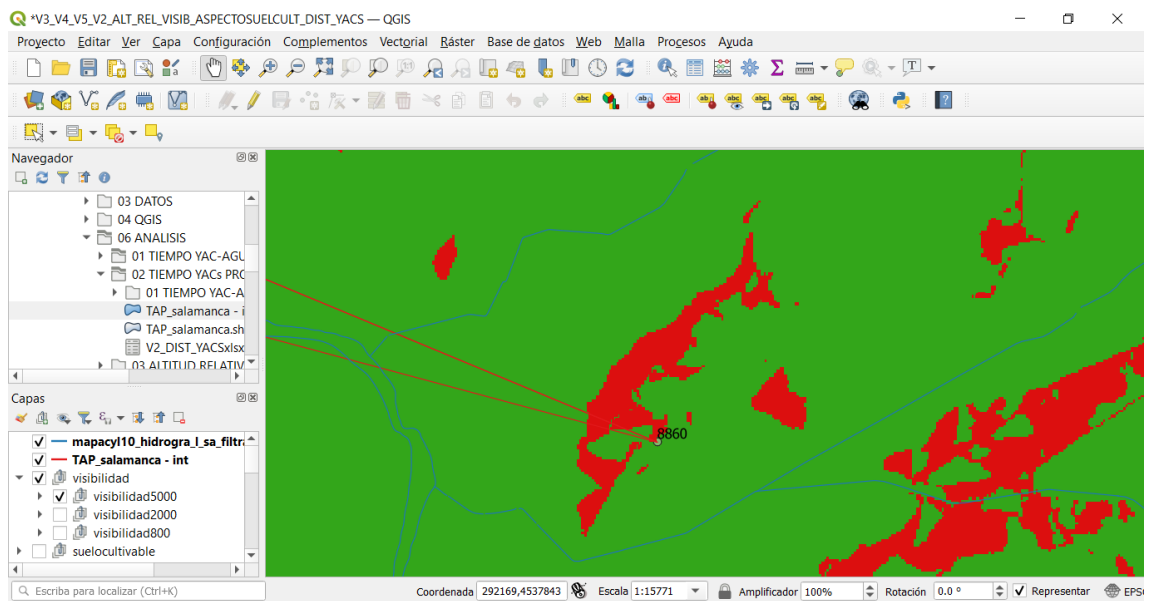 *V3_V4_V5_V2_ALT_REL_VISIB_ASPECTOSUELCULT_DIST_YACS — QGIS
Proyecto Editar Ver Capa Configuración Complementos Vectorial Ráster Base de datos Web Malla Procesos Ayuda
Navegador
03 DATOS
04 QGIS
06 ANALISIS
01 TIEMPO YAC-AGU
02 TIEMPO YACs PRO
01 TIEMPO YAC-A
TAP_salamanca - i
TAP_salamanca.sh
V2_DIST_YACSxlsx
03 ALTITUD RELATIV
Capas
mapacyl10_hidrogra_l_sa_filtr
TAP_salamanca - int
visibilidad
visibilidad5000
visibilidad2000
visibilidad800
suelocultivable
8860
Escriba para localizar (Ctrl+K) Coordenada 292169,4537843 Escala 1:15771 Amplificador 100% Rotación 0.0 ° Representar EPS